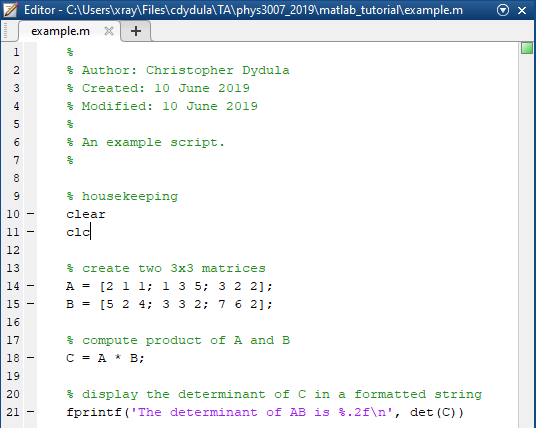 Editor - C:\Users\xray\Files\cdydula\TA\phys3007_2019\matlab_tutorial\example.m
example.m
1 %
2 % Author: Christopher Dydula
3 % Created: 10 June 2019
4 % Modified: 10 June 2019
5 %
6 % An example script.
7 %
8
9 % housekeeping
10 – clear
11 – clc
12
13 % create two 3x3 matrices
14 – A = [2 1 1; 1 3 5; 3 2 2];
15 – B = [5 2 4; 3 3 2; 7 6 2];
16
17 % compute product of A and B
18 – C = A * B;
19
20 % display the determinant of C in a formatted string
21 – fprintf('The determinant of AB is %.2f\n', det(C))